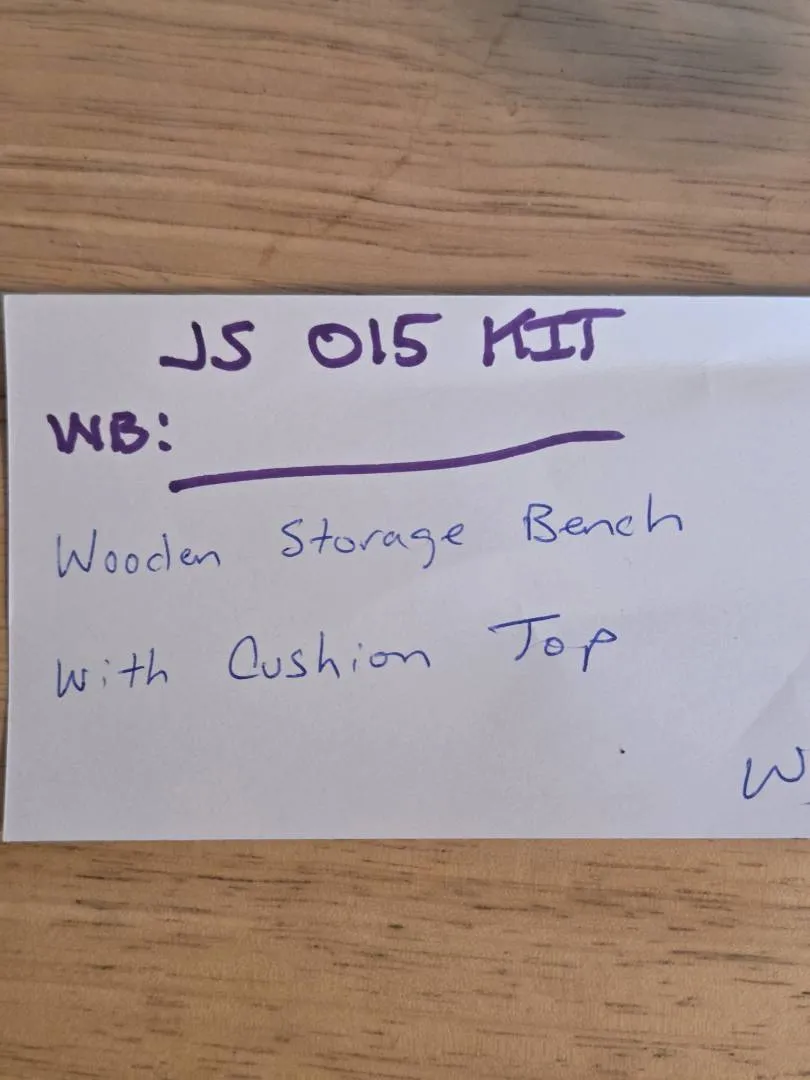 JS 015 KIT
WB:
Wooden Storage Bench
With Cushion Top